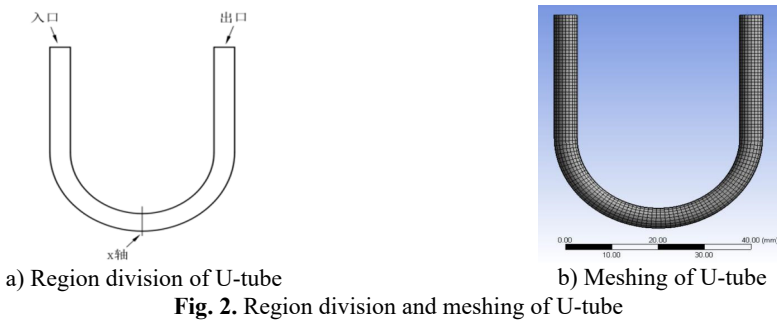 入口 出口
x轴
0.00 20.00 40.00 (mm)
10.00 30.00
a) Region division of U-tube b) Meshing of U-tube
Fig. 2. Region division and meshing of U-tube